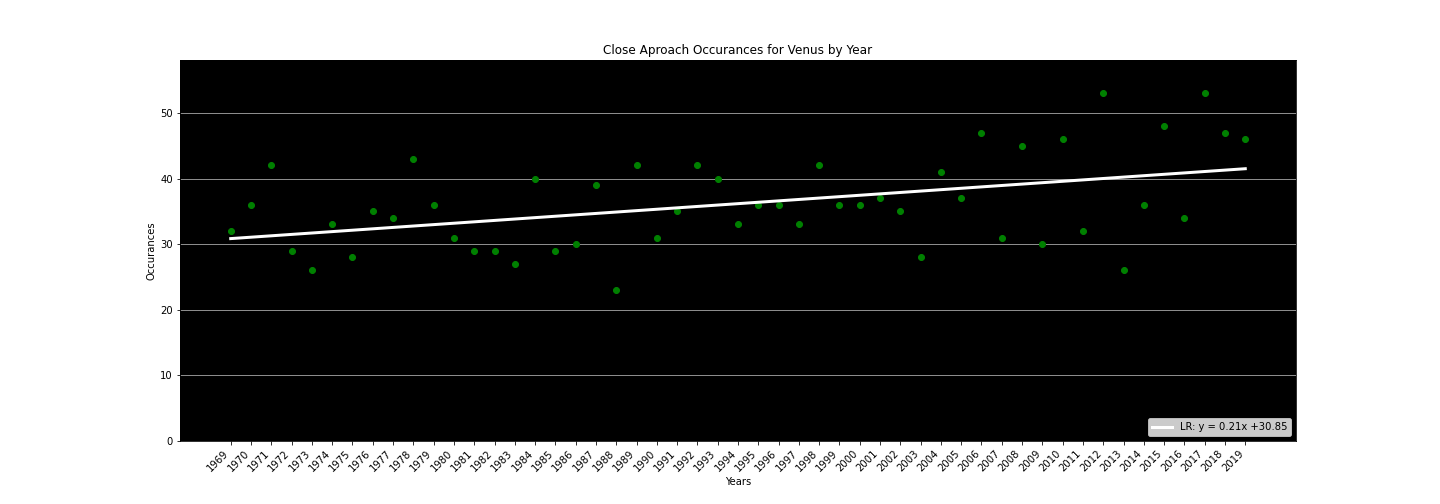 Close Aproach Occurances for Venus by Year
Occurances
50
40
30
20
10
0
LR: y = 0.21x +30.85
1969 1970 1971 1972 1973 1974 1975 1976 1977 1978 1979 1980 1981 1982 1983 1984 1985 1986 1987 1988 1989 1990 1991 1992 1993 1994 1995 1996 1997 1998 1999 2000 2001 2002 2003 2004 2005 2006 2007 2008 2009 2010 2011 2012 2013 2014 2015 2016 2017 2018 2019
Years